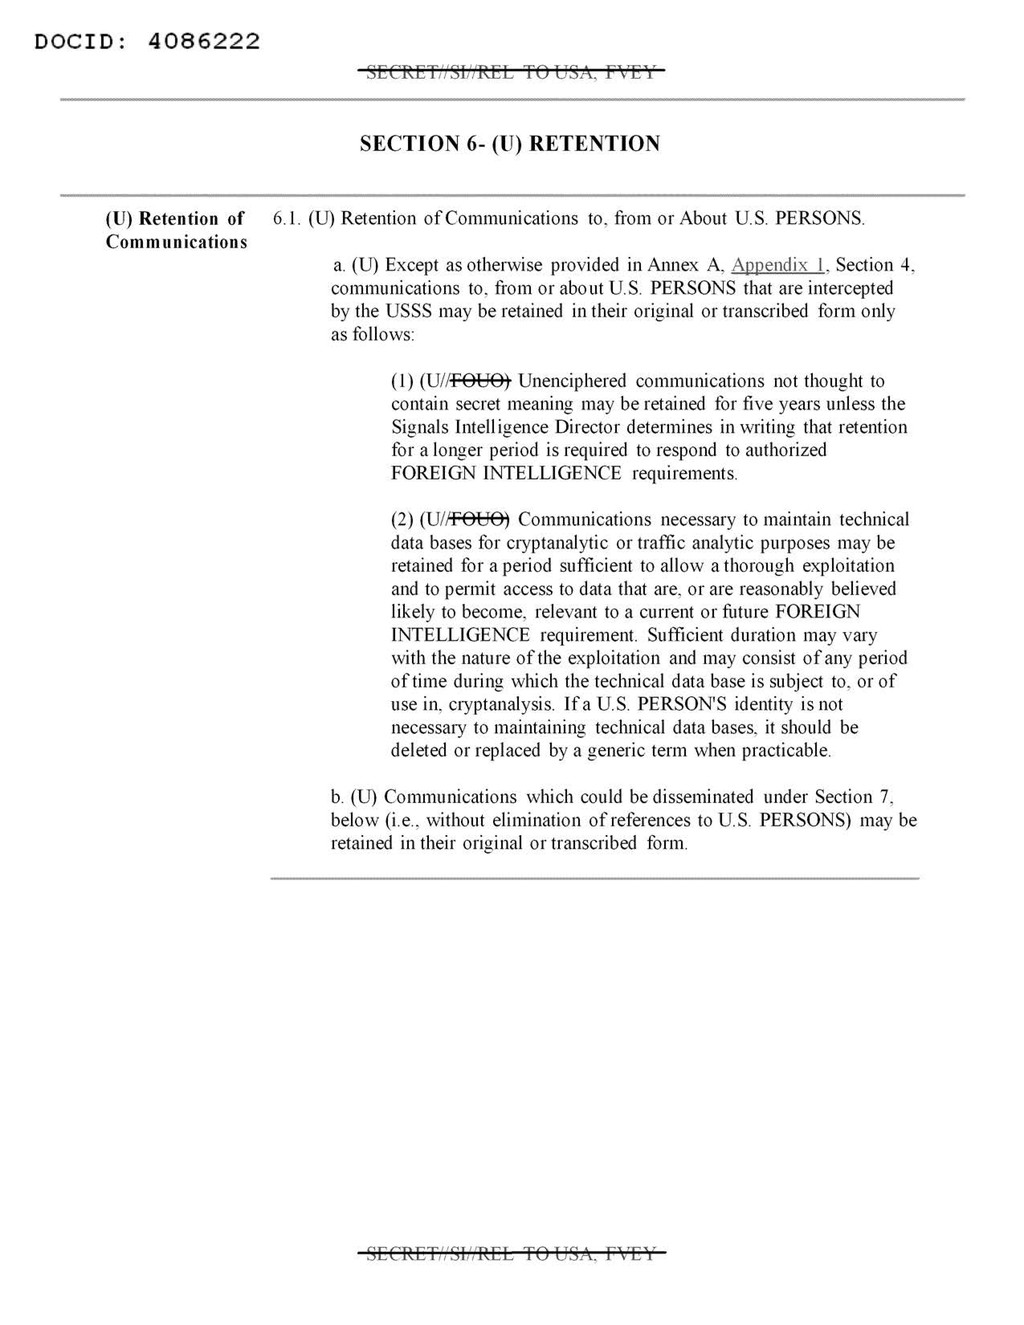 DOCID: 4086222
SECRET//SI//REL TO USA, FVEY
SECTION 6- (U) RETENTION
(U) Retention of
Communications
6.1. (U) Retention of Communications to, from or About U.S. PERSONS.
a. (U) Except as otherwise provided in Annex A, Appendix 1, Section 4,
communications to, from or about U.S. PERSONS that are intercepted
by the USSS may be retained in their original or transcribed form only
as follows:
(1) (U//FOUO) Unenciphered communications not thought to
contain secret meaning may be retained for five years unless the
Signals Intelligence Director determines in writing that retention
for a longer period is required to respond to authorized
FOREIGN INTELLIGENCE requirements.
(2) (U//FOUO) Communications necessary to maintain technical
data bases for cryptanalytic or traffic analytic purposes may be
retained for a period sufficient to allow a thorough exploitation
and to permit access to data that are, or are reasonably believed
likely to become, relevant to a current or future FOREIGN
INTELLIGENCE requirement. Sufficient duration may vary
with the nature of the exploitation and may consist of any period
of time during which the technical data base is subject to, or of
use in, cryptanalysis. If a U.S. PERSON'S identity is not
necessary to maintaining technical data bases, it should be
deleted or replaced by a generic term when practicable.
b. (U) Communications which could be disseminated under Section 7,
below (i.e., without elimination of references to U.S. PERSONS) may be
retained in their original or transcribed form.
SECRET//SI//REL TO USA, FVEY